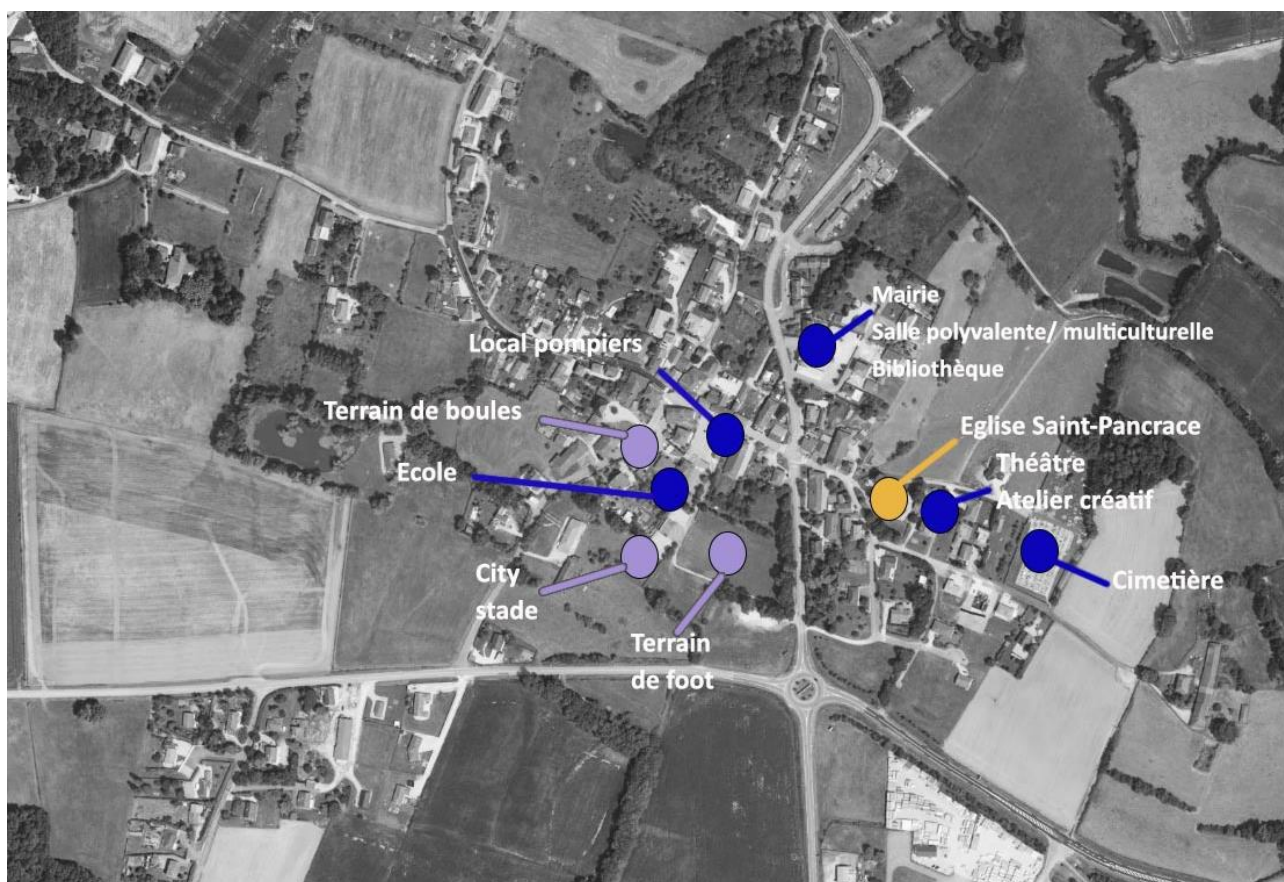 Mairie
Salle polyvalente/ multiculturelle
Bibliothèque
Local pompiers
Terrain de boules
Ecole
Eglise Saint-Pancrace
Théâtre
Atelier créatif
City
stade
Cimetière
Terrain
de foot